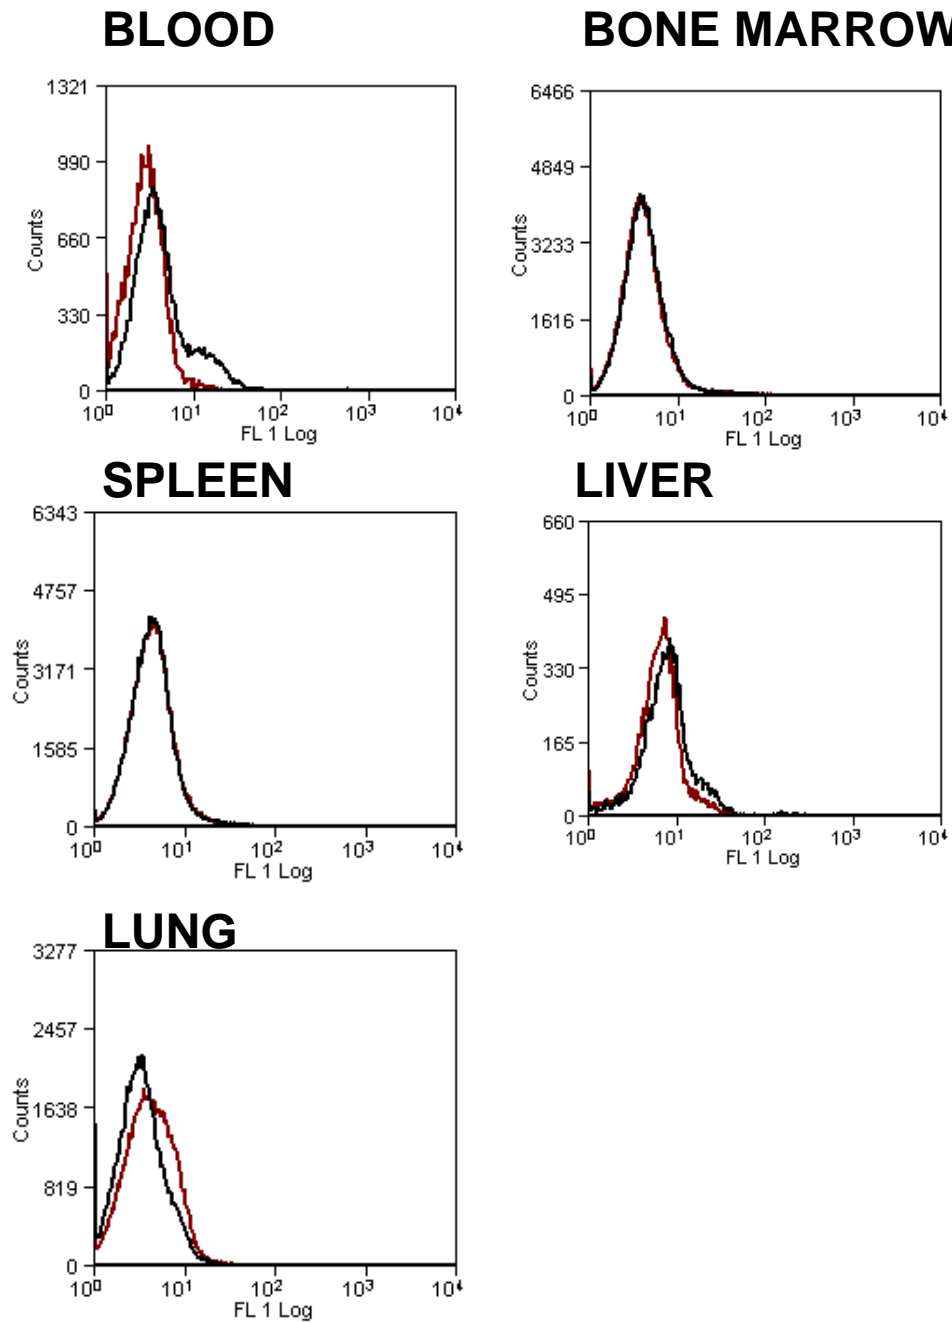 BLOOD
1321
990
660
330
0
Counts
10⁰ 10¹ 10² 10³ 10⁴
FL 1 Log
BONE MARROW
6466
4849
3233
1616
0
Counts
10⁰ 10¹ 10² 10³ 10⁴
FL 1 Log
SPLEEN
6343
4757
3171
1585
0
Counts
10⁰ 10¹ 10² 10³ 10⁴
FL 1 Log
LIVER
660
495
330
165
0
Counts
10⁰ 10¹ 10² 10³ 10⁴
FL 1 Log
LUNG
3277
2457
1638
819
0
Counts
10⁰ 10¹ 10² 10³ 10⁴
FL 1 Log